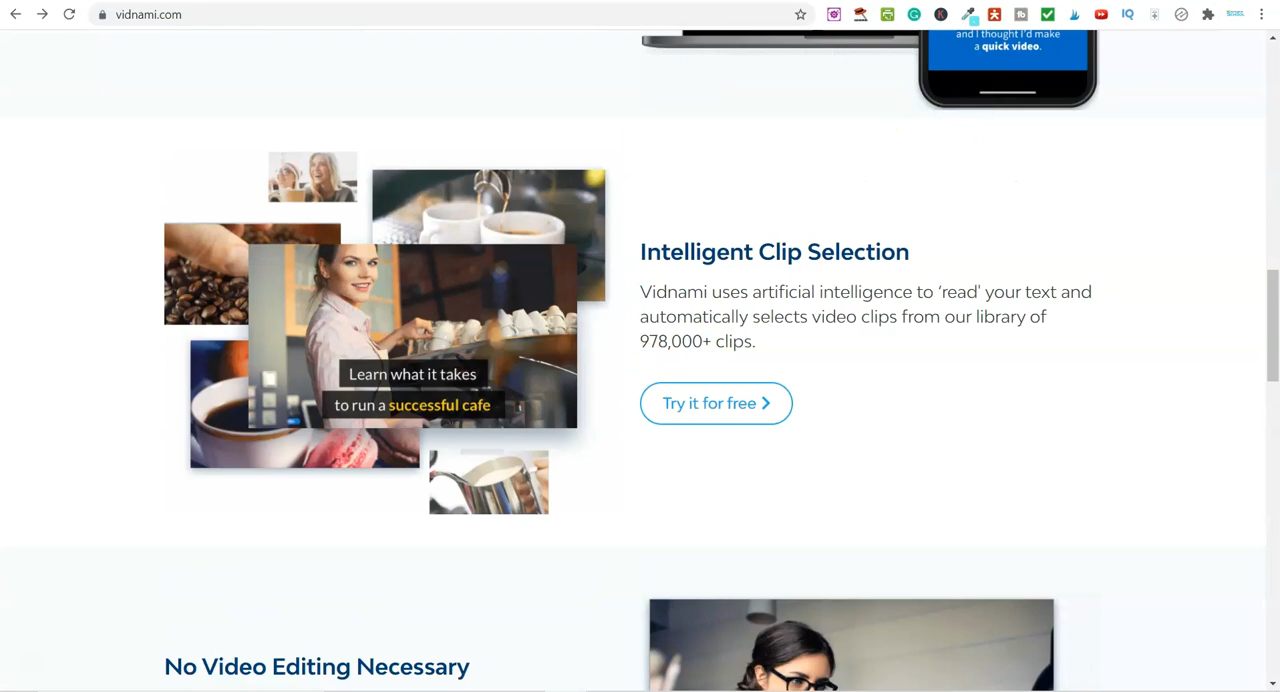 vidnami.com
and I thought I'd make
a quick video.
Intelligent Clip Selection
Vidnami uses artificial intelligence to ‘read' your text and
automatically selects video clips from our library of
978,000+ clips.
Try it for free
Learn what it takes
to run a successful cafe
No Video Editing Necessary